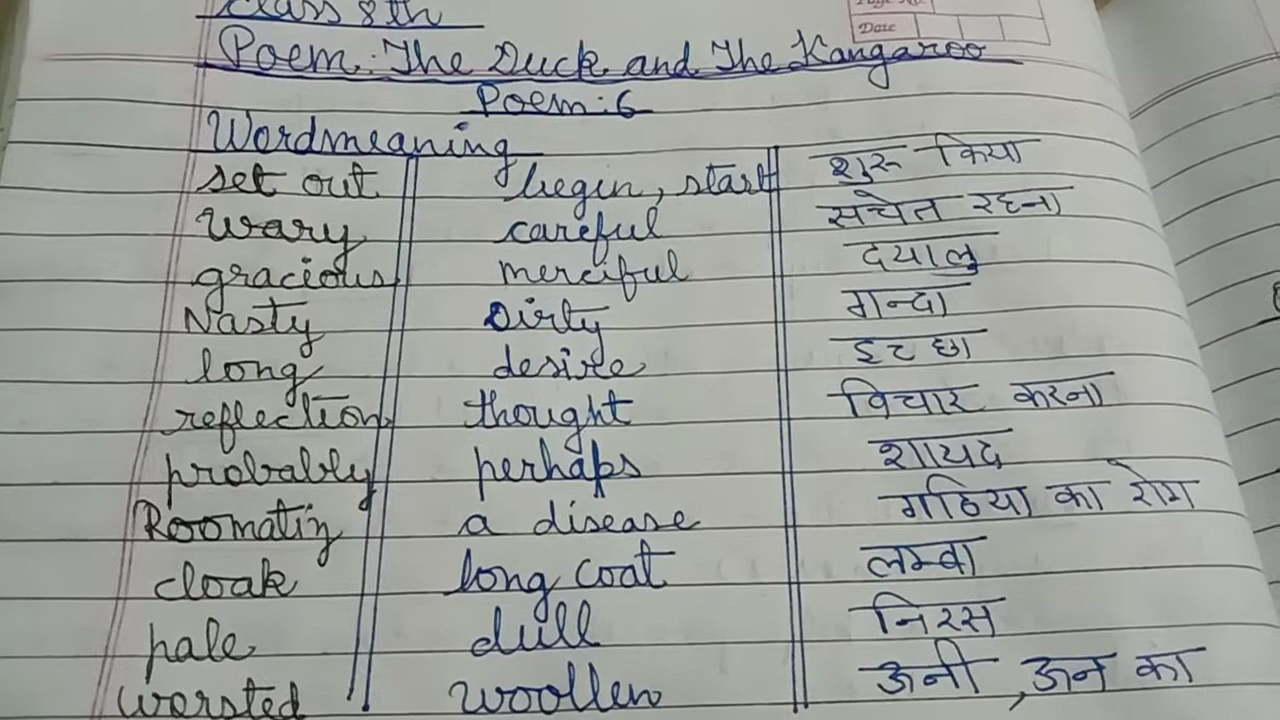 class 8th
Page No.
Date
Poem: The Duck and The Kangaroo
Poem: 6
Wordmeaning
set out begin, start शुरू किया
wary careful सचेत रहना
gracious merciful दयालु
Nasty Dirty गन्दा
long desire इच्छा
reflection thought विचार करना
probably perhaps शायद
Roomatiz a disease गठिया का रोग
cloak long coat लम्बा
pale dull निरस
worsted woollen ऊनी, ऊन का